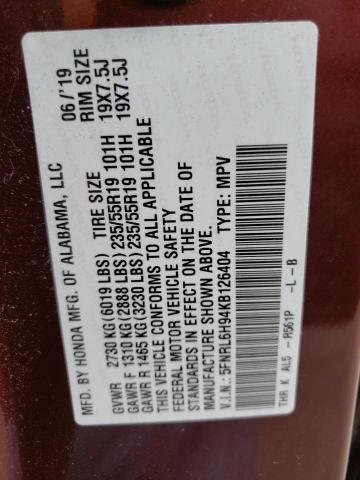 MFD. BY HONDA MFG. OF ALABAMA, LLC 06/'19
TIRE SIZE RIM SIZE
GVWR 2730 KG(6019 LBS)
GAWR F 1310 KG(2888 LBS) 235/55R19 101H 19X7.5J
GAWR R 1465 KG(3230 LBS) 235/55R19 101H 19X7.5J
THIS VEHICLE CONFORMS TO ALL APPLICABLE
FEDERAL MOTOR VEHICLE SAFETY
STANDARDS IN EFFECT ON THE DATE OF
MANUFACTURE SHOWN ABOVE.
V.I.N.: 5FNRL6H94KB126404 TYPE: MPV
THR K AL5 - R561P -L -B